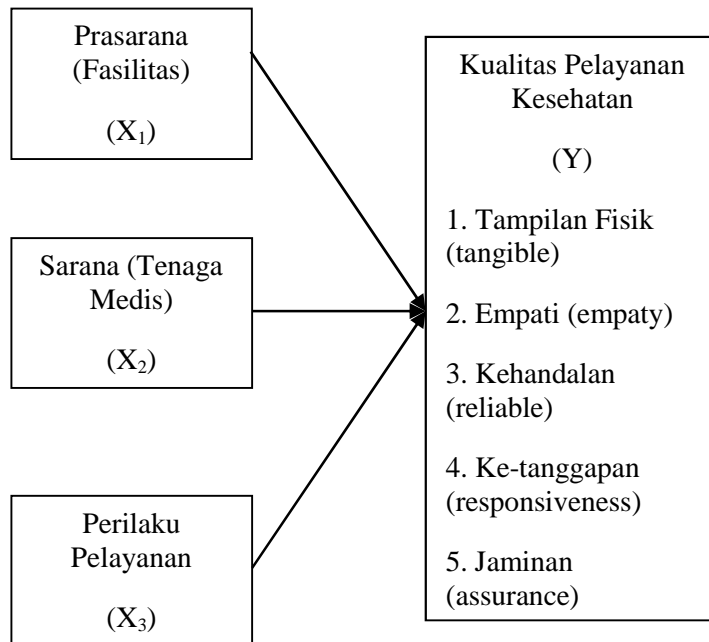 Prasarana
(Fasilitas)
(X₁)
Sarana (Tenaga
Medis)
(X₂)
Perilaku
Pelayanan
(X₃)
Kualitas Pelayanan
Kesehatan
(Y)
1. Tampilan Fisik
(tangible)
2. Empati (empaty)
3. Kehandalan
(reliable)
4. Ke-tanggapan
(responsiveness)
5. Jaminan
(assurance)